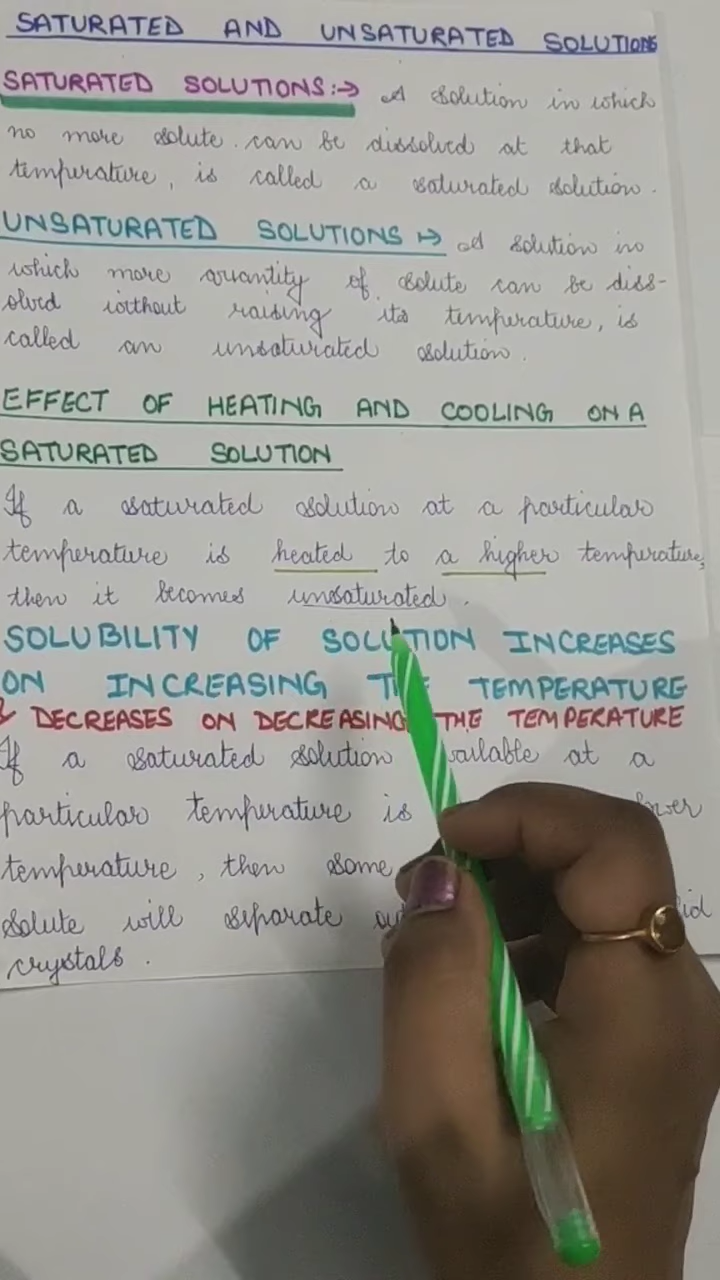 SATURATED AND UNSATURATED SOLUTIONS
SATURATED SOLUTIONS:→ A solution in which
no more solute can be dissolved at that
temperature, is called a saturated solution.
UNSATURATED SOLUTIONS → A solution in
which more quantity of solute can be diss-
olved without raising its temperature, is
called an unsaturated solution.
EFFECT OF HEATING AND COOLING ON A
SATURATED SOLUTION
If a saturated solution at a particular
temperature is heated to a higher temperature,
then it becomes unsaturated.
SOLUBILITY OF SOLUTION INCREASES
ON INCREASING THE TEMPERATURE
& DECREASES ON DECREASING THE TEMPERATURE
If a saturated solution available at a
particular temperature is
temperature, then some
solute will separate
crystals.